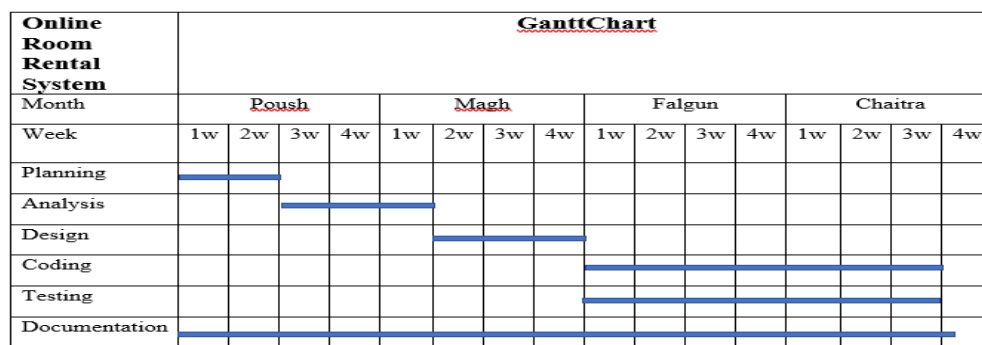 Online
Room
Rental
System
GanttChart
Month Poush Magh Falgun Chaitra
Week 1w 2w 3w 4w 1w 2w 3w 4w 1w 2w 3w 4w 1w 2w 3w 4w
Planning
Analysis
Design
Coding
Testing
Documentation